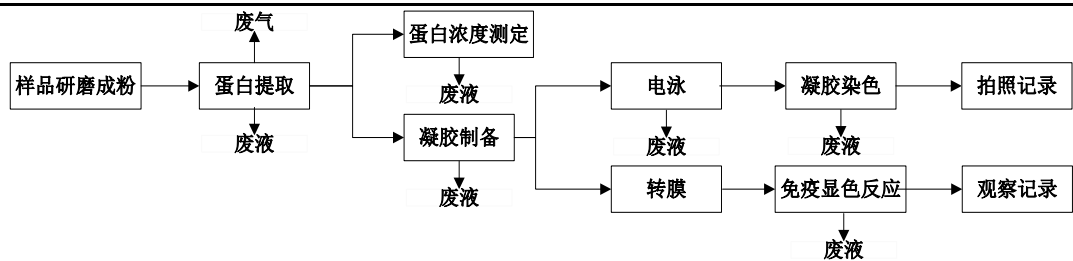 废气
蛋白浓度测定
样品研磨成粉
蛋白提取
电泳
凝胶染色
拍照记录
废液
废液
凝胶制备
废液
废液
废液
转膜
免疫显色反应
观察记录
废液